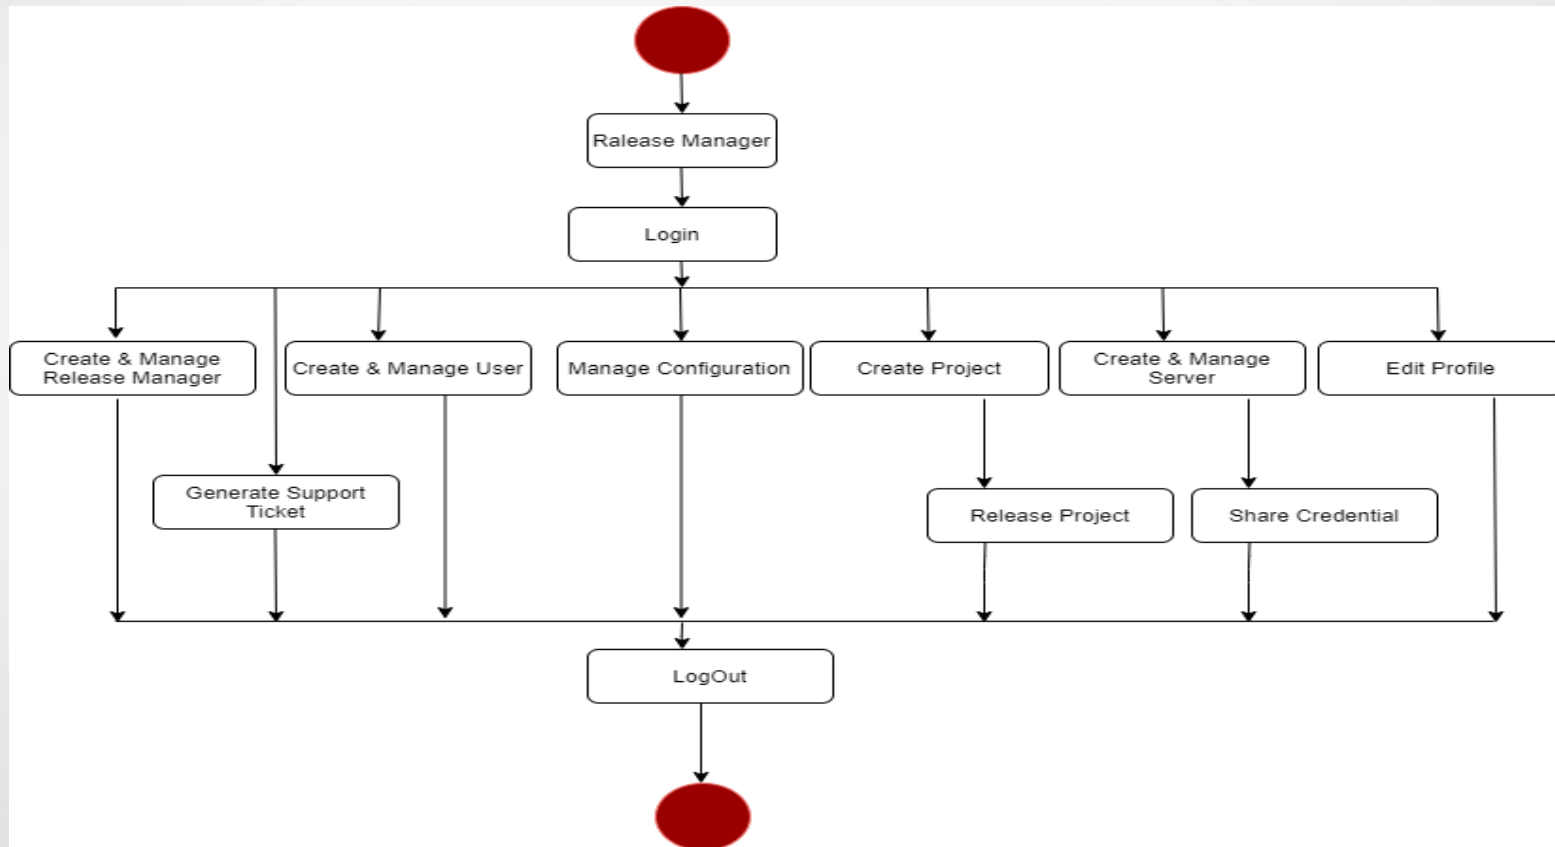 Ralease Manager
Login
Create & Manage
Release Manager
Create & Manage User
Manage Configuration
Create Project
Create & Manage
Server
Edit Profile
Generate Support
Ticket
Release Project
Share Credential
LogOut